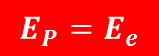 E_P = E_e